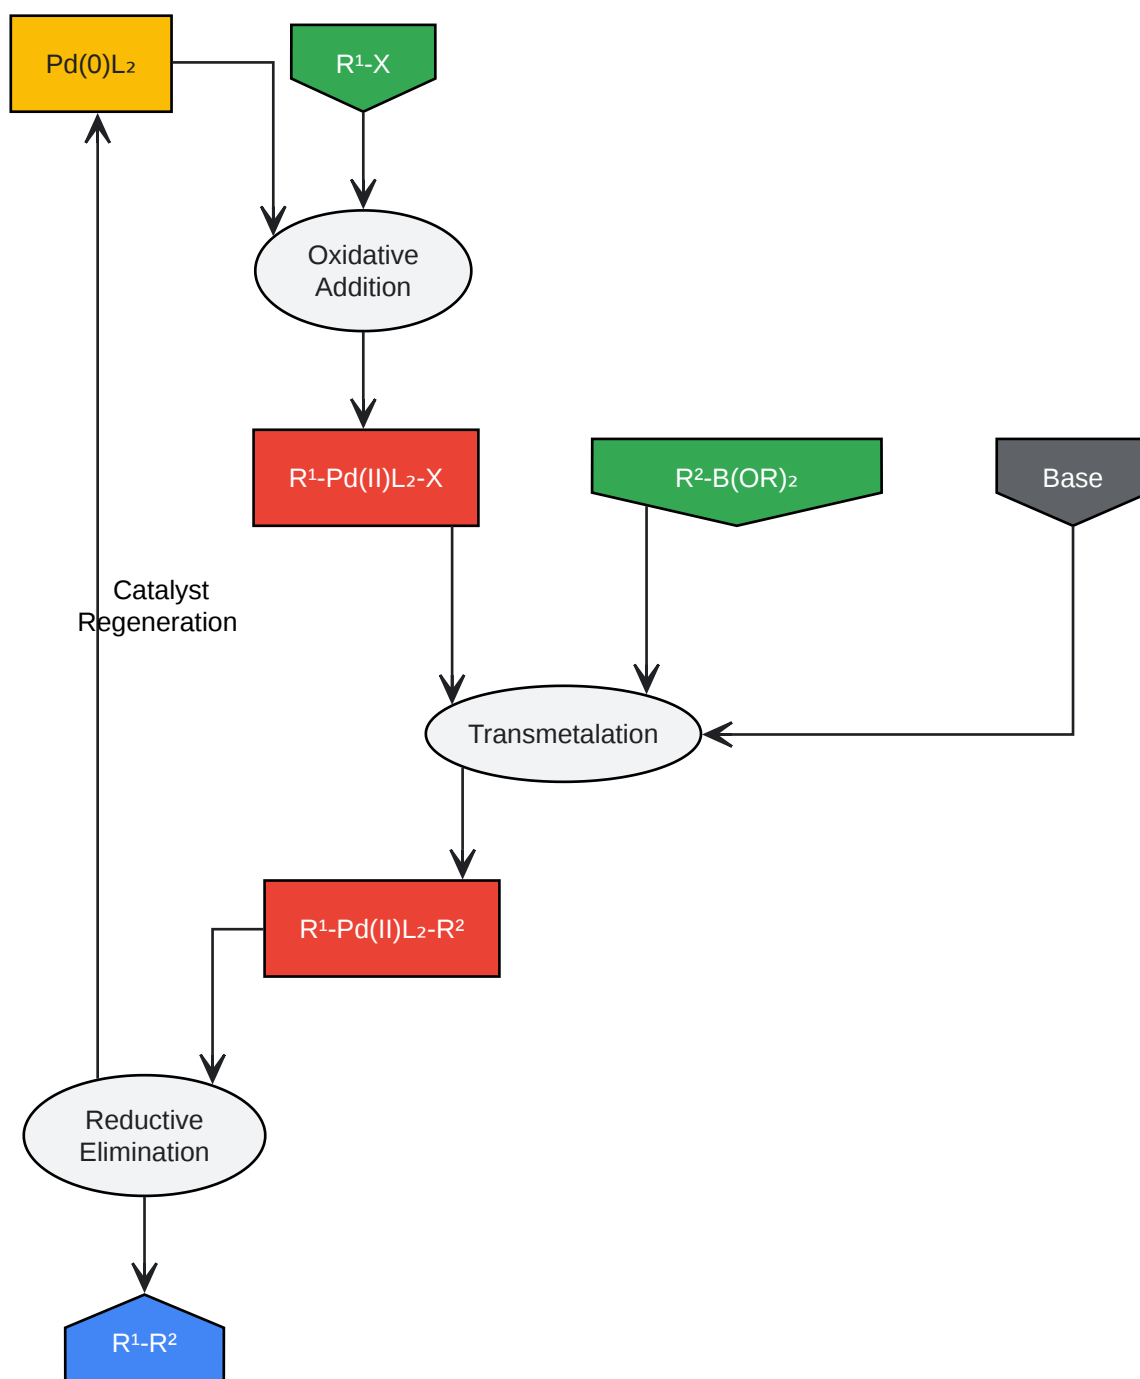 Pd(0)L₂
R¹-X
Oxidative
Addition
R¹-Pd(II)L₂-X
R²-B(OR)₂
Base
Catalyst
Regeneration
Transmetalation
R¹-Pd(II)L₂-R²
Reductive
Elimination
R¹-R²